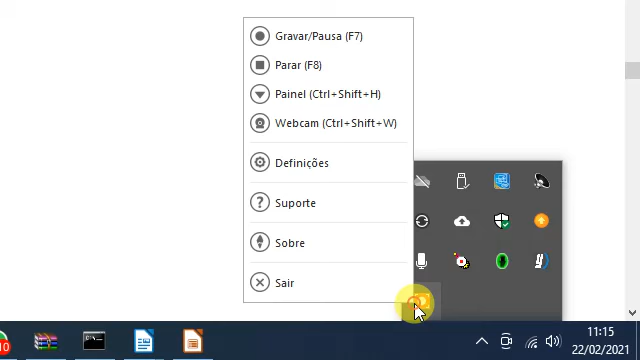 Gravar/Pausa (F7)
Parar (F8)
Painel (Ctrl+Shift+H)
Webcam (Ctrl+Shift+W)
Definições
Suporte
Sobre
Sair
10
11:15
22/02/2021